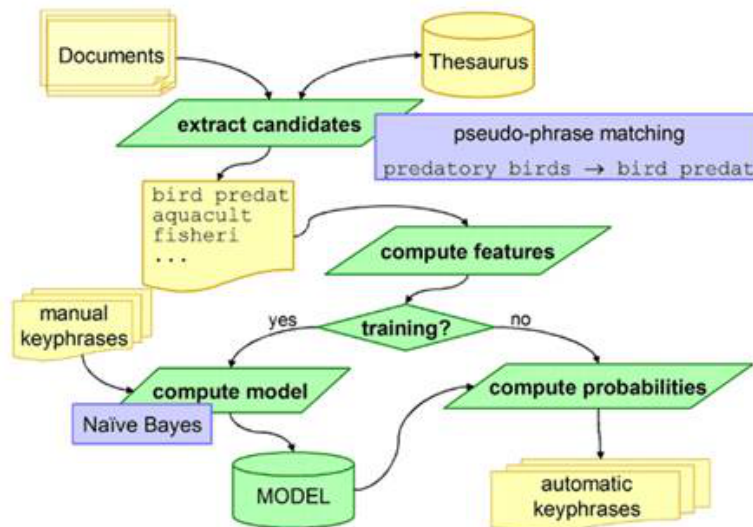 Documents
Thesaurus
extract candidates
pseudo-phrase matching
predatory birds → bird predat
bird predat
aquacult
fisheri
...
compute features
manual
keyphrases
yes
training?
no
compute model
compute probabilities
Naïve Bayes
MODEL
automatic
keyphrases